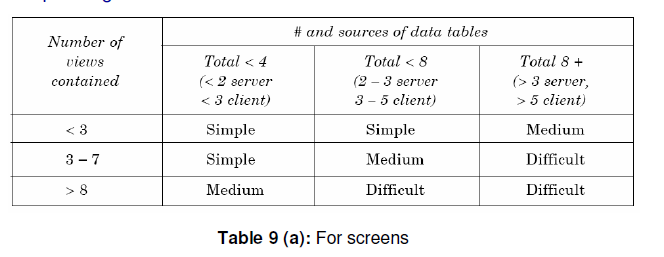 Number of views contained
# and sources of data tables
Total < 4 (< 2 server < 3 client)
Total < 8 (2 – 3 server 3 – 5 client)
Total 8 + (> 3 server, > 5 client)
< 3 Simple Simple Medium
3 – 7 Simple Medium Difficult
> 8 Medium Difficult Difficult
Table 9 (a): For screens